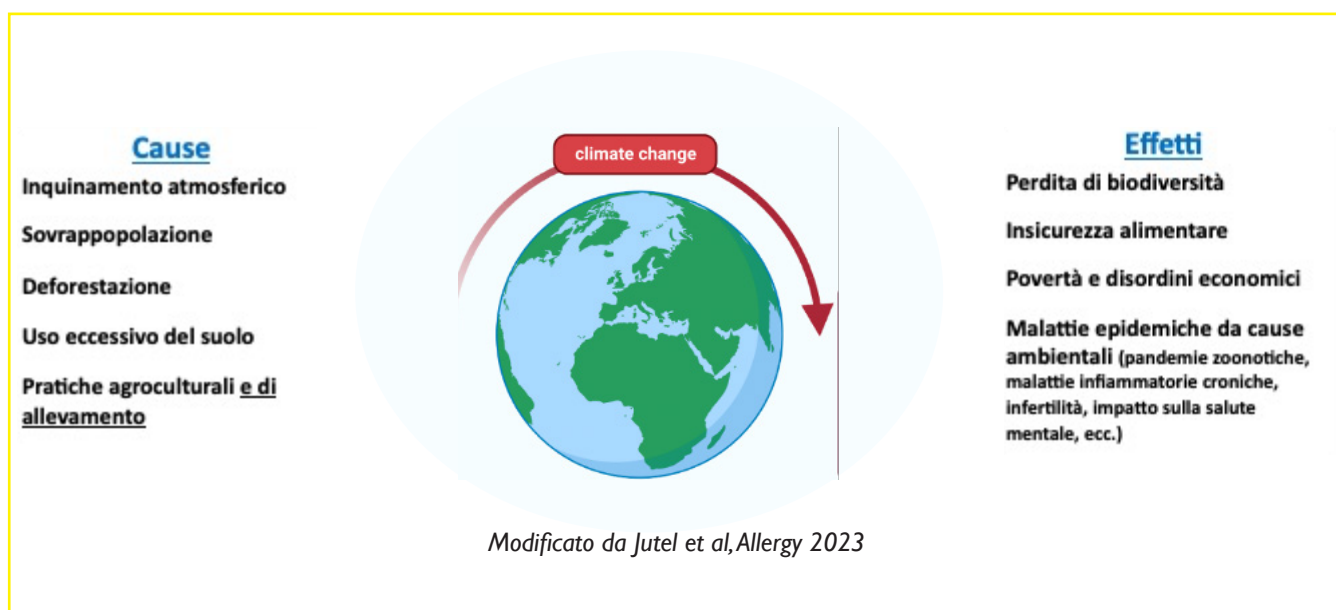 Cause
Inquinamento atmosferico
Sovrappopolazione
Deforestazione
Uso eccessivo del suolo
Pratiche agroculturali e di
allevamento
climate change
Effetti
Perdita di biodiversità
Insicurezza alimentare
Povertà e disordini economici
Malattie epidemiche da cause
ambientali (pandemie zoonotiche,
malattie infiammatorie croniche,
infertilità, impatto sulla salute
mentale, ecc.)
Modificato da Jutel et al, Allergy 2023